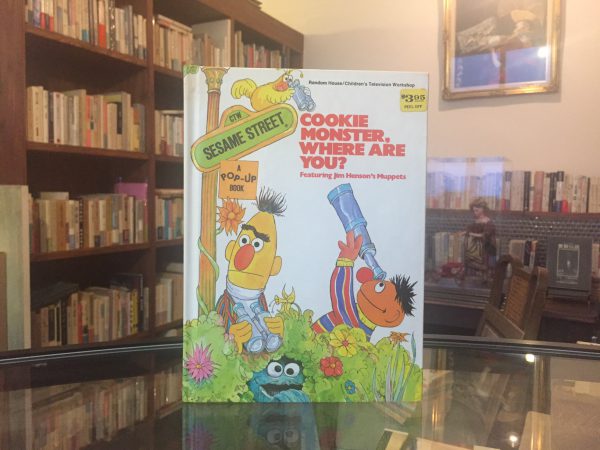 Random House/Children's Television Workshop
$3.95
PEEL OFF
CTW
SESAME STREET
COOKIE
MONSTER,
WHERE ARE
YOU?
Featuring Jim Henson's Muppets
A
POP-UP
BOOK